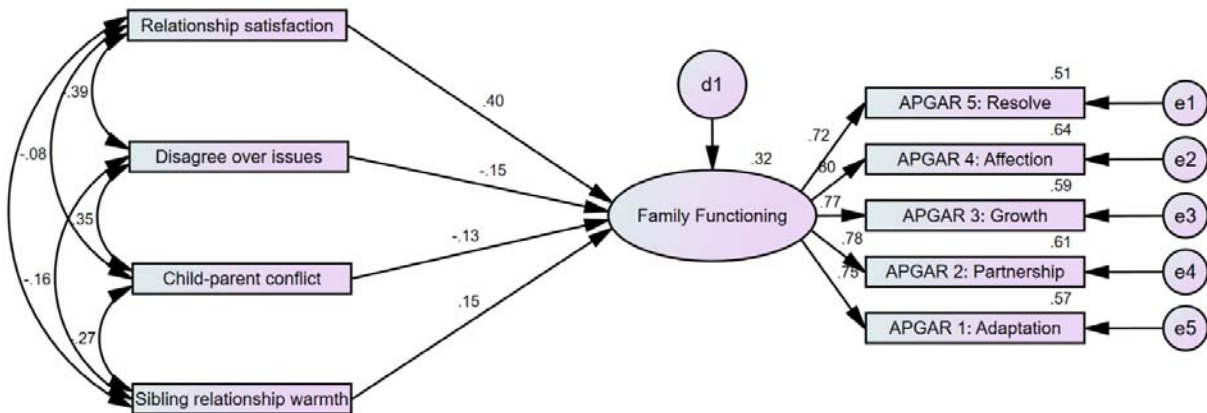 Relationship satisfaction
Disagree over issues
Child-parent conflict
Sibling relationship warmth
-.39
-.08
.35
-.16
-.27
.40
-.15
-.13
.15
d1
.32
Family Functioning
.72
.80
.77
.78
.75
.51
APGAR 5: Resolve
e1
.64
APGAR 4: Affection
e2
.59
APGAR 3: Growth
e3
.61
APGAR 2: Partnership
e4
.57
APGAR 1: Adaptation
e5